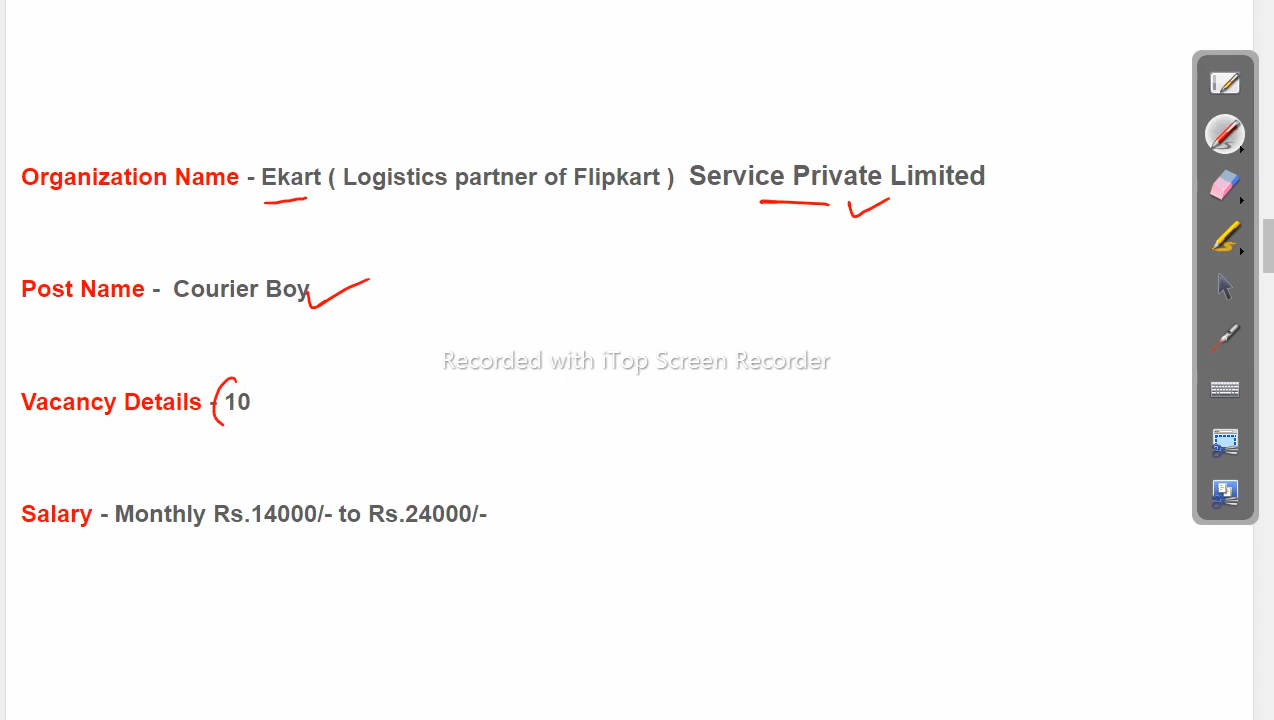 Organization Name - Ekart ( Logistics partner of Flipkart ) Service Private Limited
Post Name - Courier Boy
Recorded with iTop Screen Recorder
Vacancy Details - 10
Salary - Monthly Rs.14000/- to Rs.24000/-